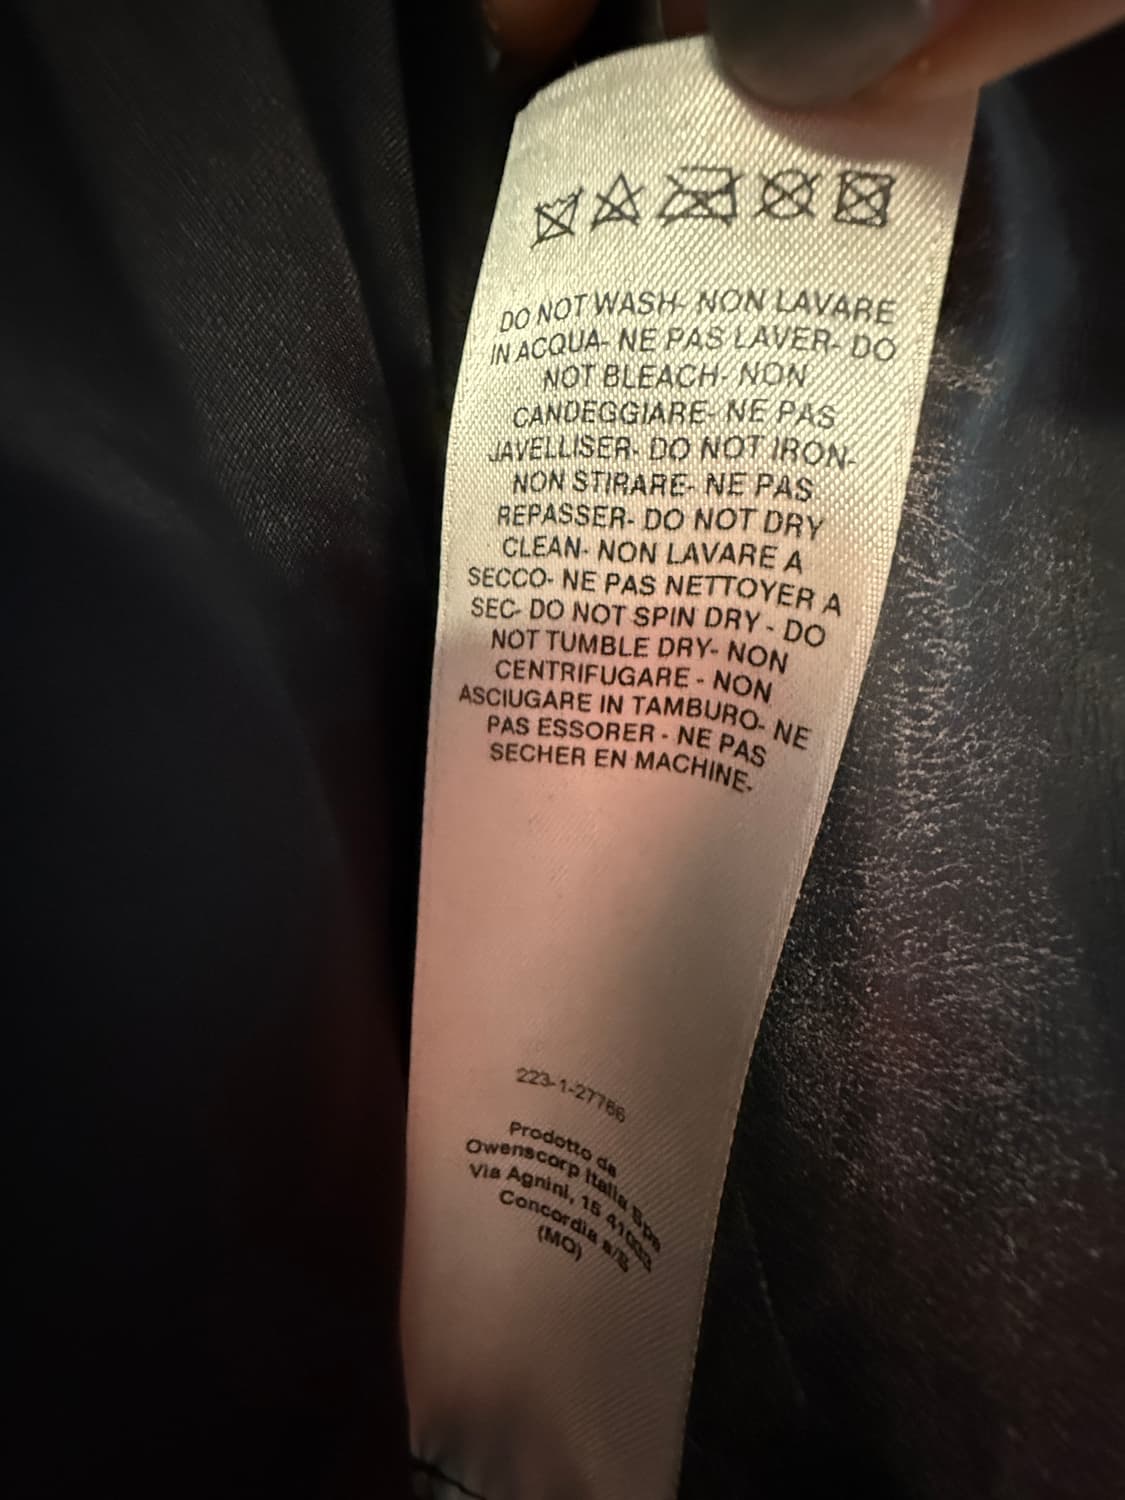 DO NOT WASH- NON LAVARE
IN ACQUA- NE PAS LAVER- DO
NOT BLEACH- NON
CANDEGGIARE- NE PAS
JAVELLISER- DO NOT IRON-
NON STIRARE- NE PAS
REPASSER- DO NOT DRY
CLEAN- NON LAVARE A
SECCO- NE PAS NETTOYER A
SEC- DO NOT SPIN DRY - DO
NOT TUMBLE DRY- NON
CENTRIFUGARE - NON
ASCIUGARE IN TAMBURO- NE
PAS ESSORER - NE PAS
SECHER EN MACHINE-
223-1-27766
Prodotto da
Owenscorp Italia Spa
Via Agnini, 15 41033
Concordia s/S
(MO)